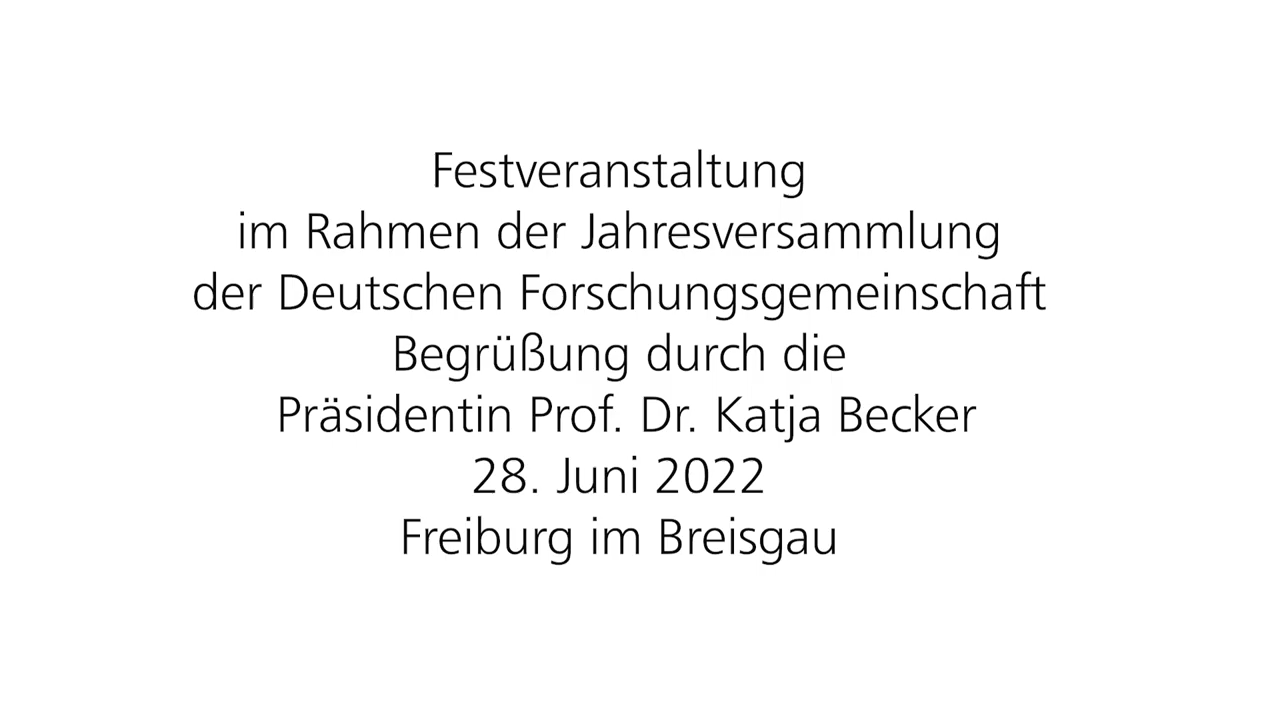 Festveranstaltung
im Rahmen der Jahresversammlung
der Deutschen Forschungsgemeinschaft
Begrüßung durch die
Präsidentin Prof. Dr. Katja Becker
28. Juni 2022
Freiburg im Breisgau